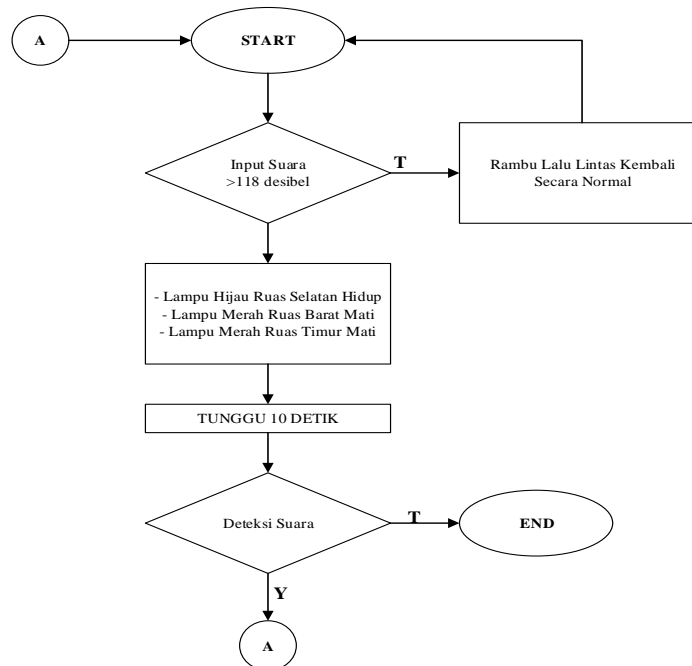 A
START
Input Suara
>118 desibel
T
Rambu Lalu Lintas Kembali
Secara Normal
- Lampu Hijau Ruas Selatan Hidup
- Lampu Merah Ruas Barat Mati
- Lampu Merah Ruas Timur Mati
TUNGGU 10 DETIK
Deteksi Suara
T
END
Y
A